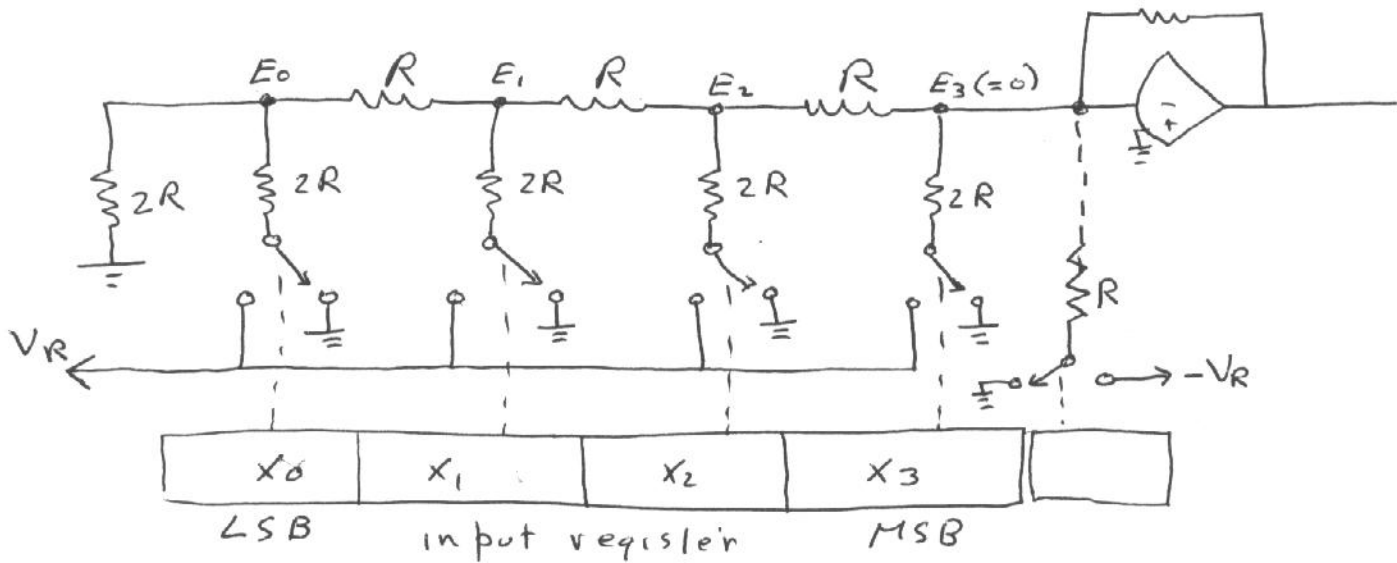 E0 R E1 R E2 R E3 (=0)
- +
2R 2R 2R 2R 2R
R
VR -VR
X0 X1 X2 X3
LSB input register MSB